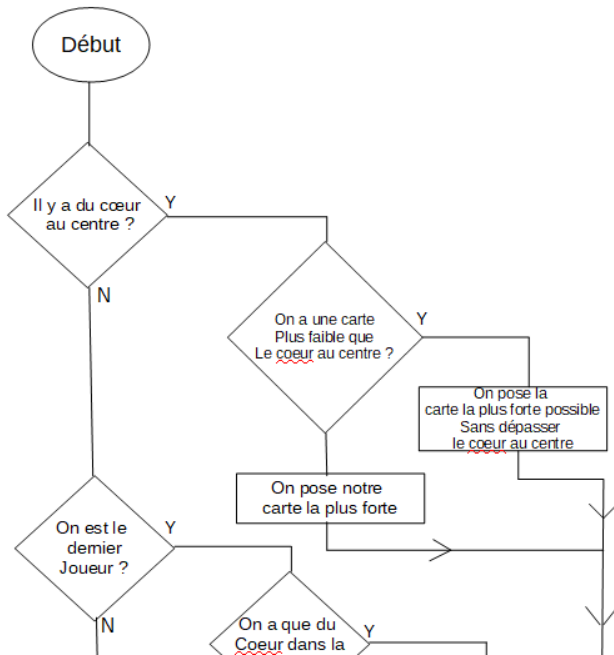 Début
Il y a du cœur
au centre ?
Y
N
On a une carte
Plus faible que
Le coeur au centre ?
Y
On pose la
carte la plus forte possible
Sans dépasser
le coeur au centre
On pose notre
carte la plus forte
On est le
dernier
Joueur ?
Y
N
On a que du
Coeur dans la
Y